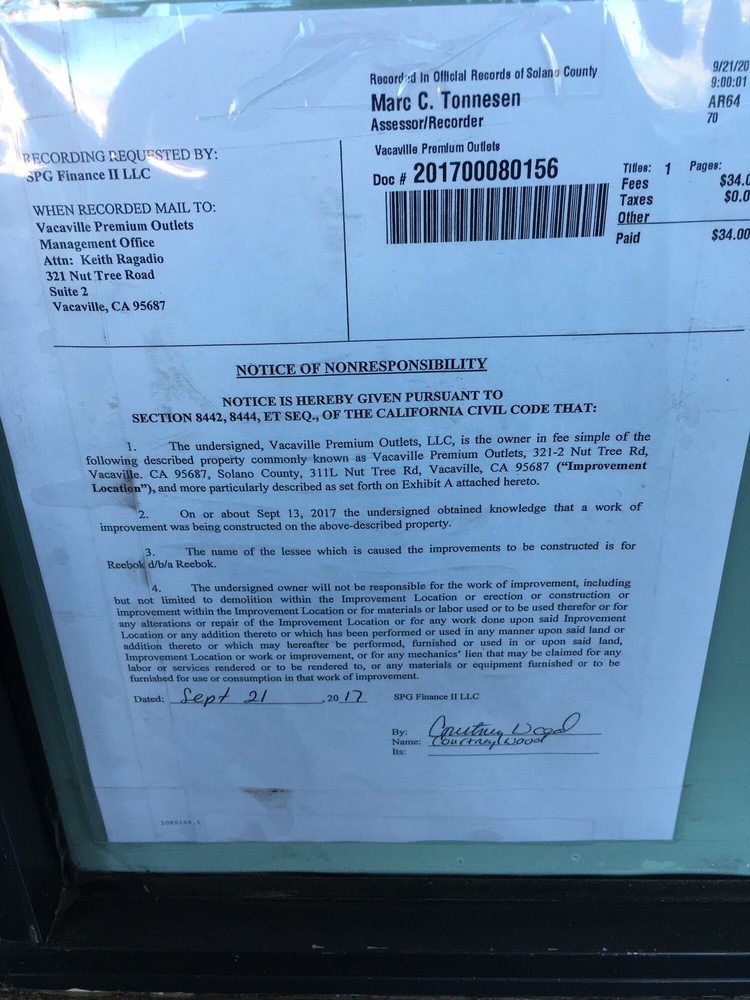 Recorded In Official Records of Solano County
9/21/20
9:00:01
Marc C. Tonnesen
AR64
Assessor/Recorder
70
Vacaville Premium Outlets
Doc # 201700080156
Titles: 1 Pages:
Fees $34.0
Taxes $0.0
Other
Paid $34.00
RECORDING REQUESTED BY:
SPG Finance II LLC
WHEN RECORDED MAIL TO:
Vacaville Premium Outlets
Management Office
Attn: Keith Ragadio
321 Nut Tree Road
Suite 2
Vacaville, CA 95687
NOTICE OF NONRESPONSIBILITY
NOTICE IS HEREBY GIVEN PURSUANT TO
SECTION 8442, 8444, ET SEQ., OF THE CALIFORNIA CIVIL CODE THAT:
1. The undersigned, Vacaville Premium Outlets, LLC, is the owner in fee simple of the
following described property commonly known as Vacaville Premium Outlets, 321-2 Nut Tree Rd,
Vacaville. CA 95687, Solano County, 311L Nut Tree Rd, Vacaville, CA 95687 ("Improvement
Location"), and more particularly described as set forth on Exhibit A attached hereto.
2. On or about Sept 13, 2017 the undersigned obtained knowledge that a work of
improvement was being constructed on the above-described property.
3. The name of the lessee which is caused the improvements to be constructed is for
Reebok d/b/a Reebok.
4. The undersigned owner will not be responsible for the work of improvement, including
but not limited to demolition within the Improvement Location or erection or construction or
improvement within the Improvement Location or for materials or labor used or to be used therefor or for
any alterations or repair of the Improvement Location or for any work done upon said Inprovement
Location or any addition thereto or which has been performed or used in any manner upon said land or
addition thereto or which may hereafter be performed, furnished or used in or upon said land,
Improvement Location or work or improvement, or for any mechanics' lien that may be claimed for any
labor or services rendered or to be rendered to, or any materials or equipment furnished or to be
furnished for use or consumption in that work of improvement.
Dated: Sept 21, 2017 SPG Finance II LLC
By: Courtney Wood
Name: Courtney Wood
Its: